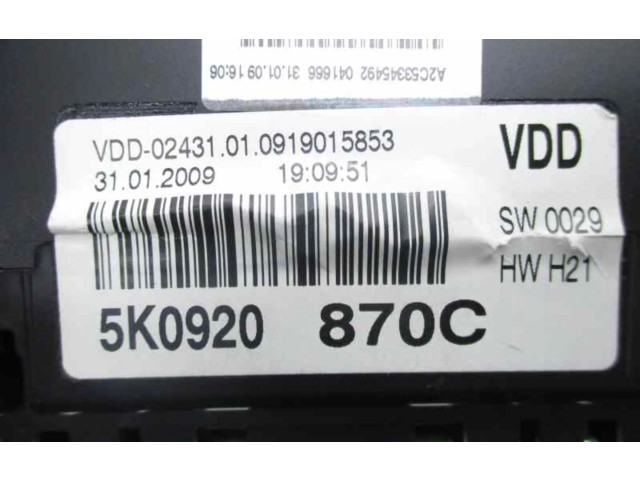 A2C53345492 041666 31.01.09 16:06
VDD-02431.01.0919015853
31.01.2009 19:09:51
VDD
SW 0029
HW H21
5K0920 870C